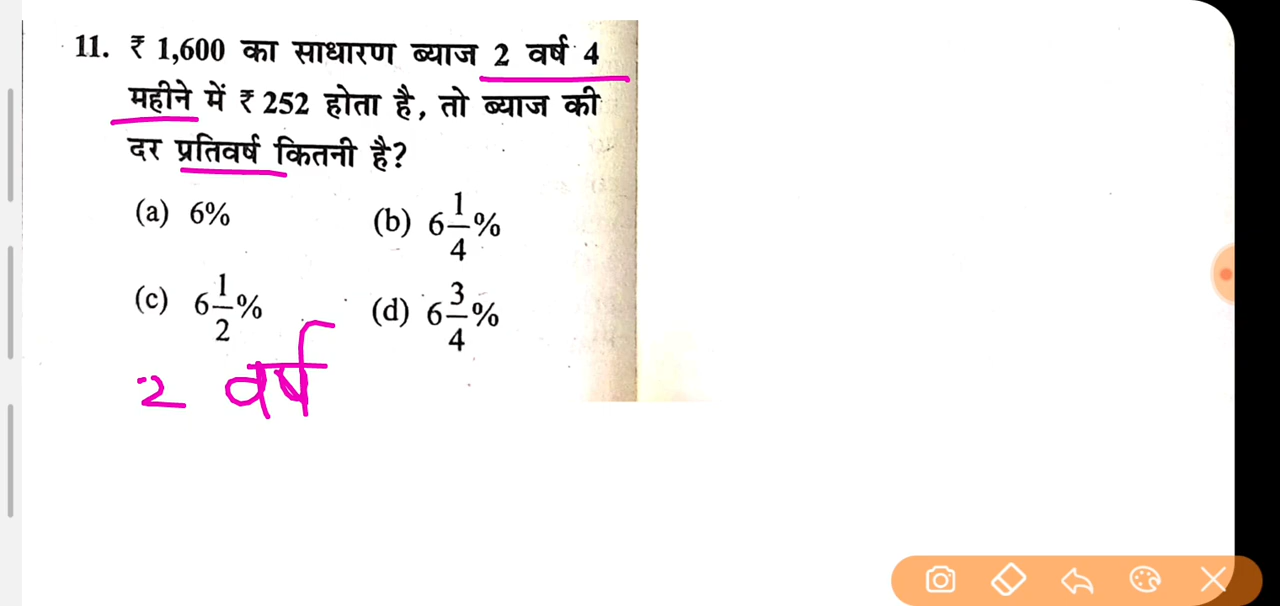 11. ₹ 1,600 का साधारण ब्याज 2 वर्ष 4
महीने में ₹ 252 होता है, तो ब्याज की
दर प्रतिवर्ष कितनी है?
(a) 6% (b) 6 1/4 %
(c) 6 1/2 % (d) 6 3/4 %
2 वर्ष